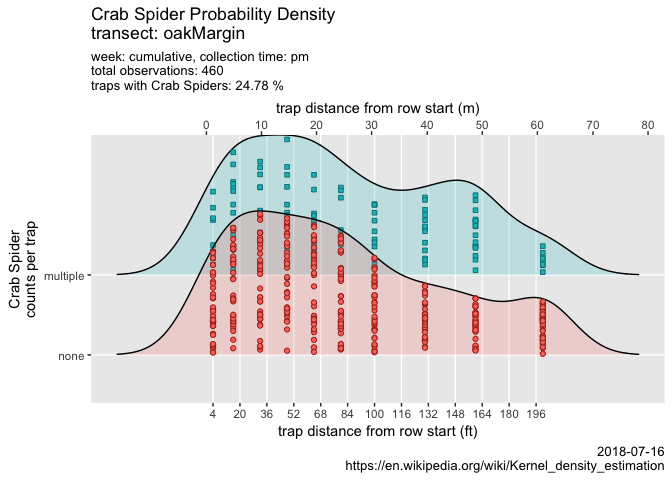 Crab Spider Probability Density
transect: oakMargin
week: cumulative, collection time: pm
total observations: 460
traps with Crab Spiders: 24.78 %
trap distance from row start (m)
0 10 20 30 40 50 60 70 80
Crab Spider
counts per trap
multiple
none
4 20 36 52 68 84 100 116 132 148 164 180 196
trap distance from row start (ft)
2018-07-16
https://en.wikipedia.org/wiki/Kernel_density_estimation